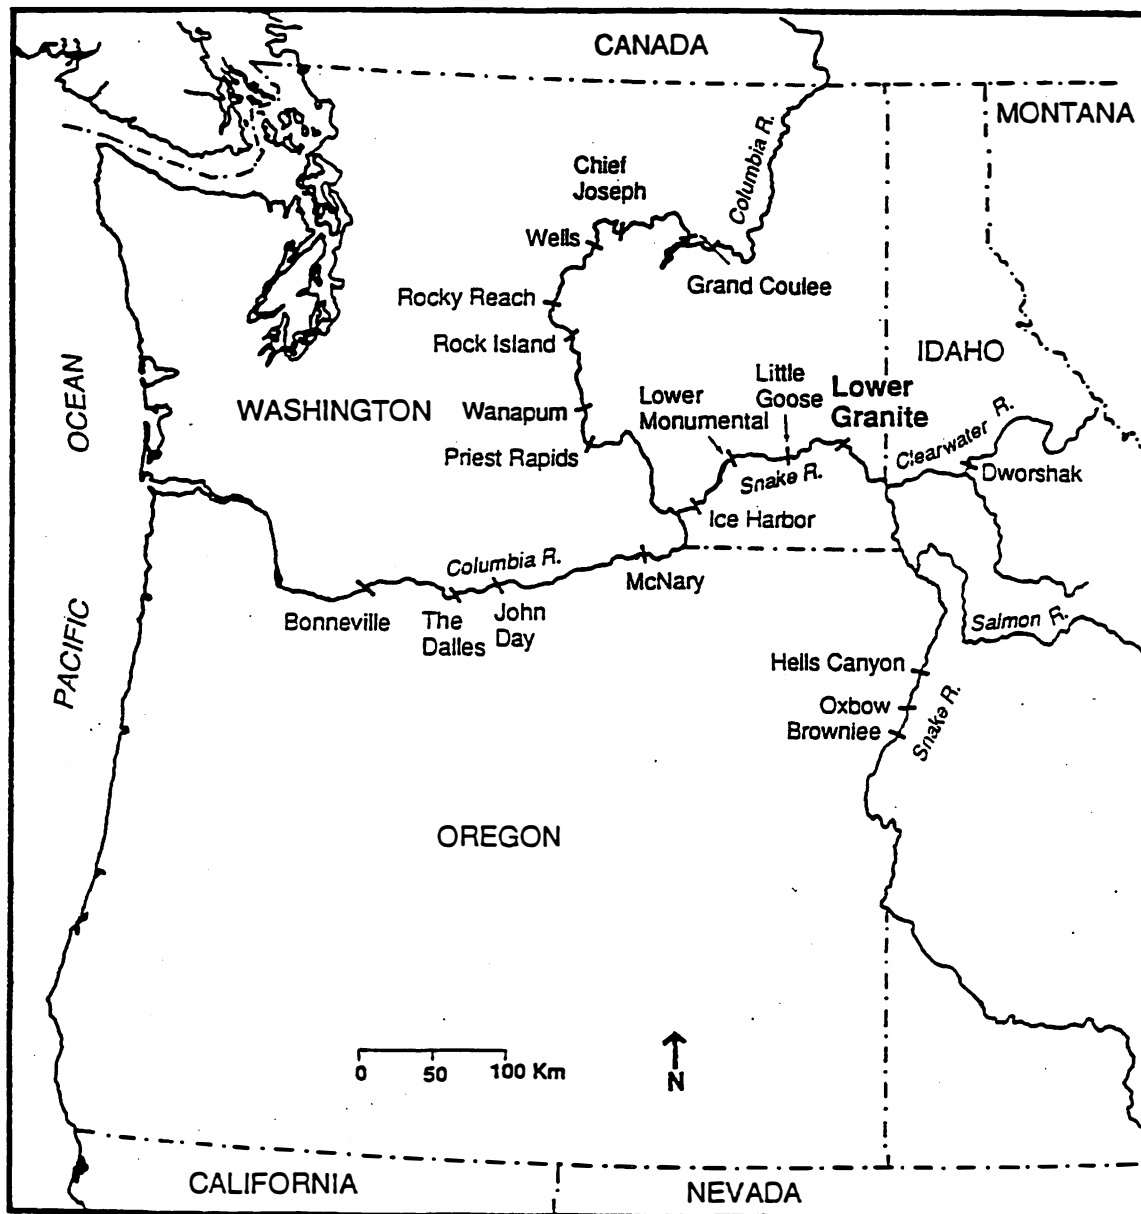 CANADA
MONTANA
Columbia R.
Chief
Joseph
Wells
Grand Coulee
Rocky Reach
Rock Island
IDAHO
OCEAN
WASHINGTON
Wanapum
Lower
Monumental
Little
Goose
Lower
Granite
Priest Rapids
Clearwater R.
Snake R.
Dworshak
Ice Harbor
Columbia R.
McNary
PACIFIC
Bonneville
The
Dalles
John
Day
Salmon R.
Hells Canyon
Oxbow
Brownlee
Snake R.
OREGON
0 50 100 Km
N
CALIFORNIA
NEVADA